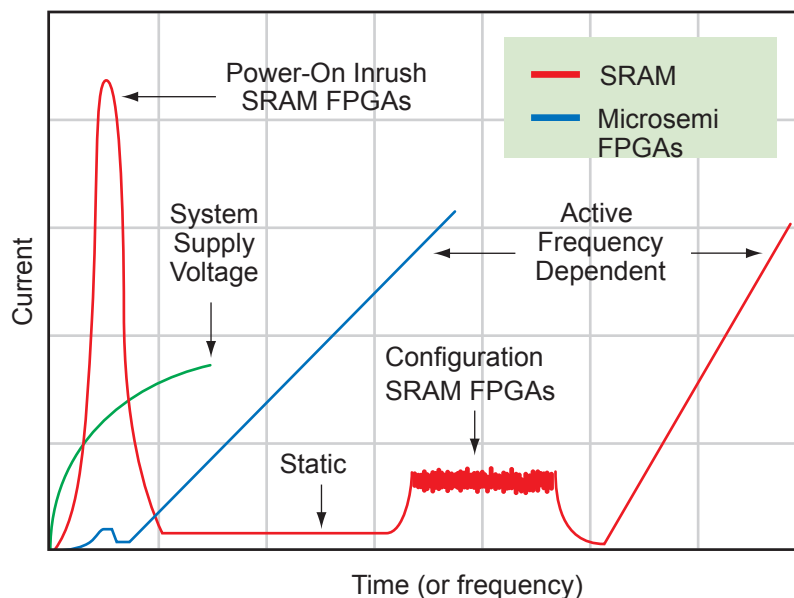 Power-On Inrush
SRAM FPGAs
SRAM
Microsemi
FPGAs
System
Supply
Voltage
Active
Frequency
Dependent
Current
Configuration
SRAM FPGAs
Static
Time (or frequency)